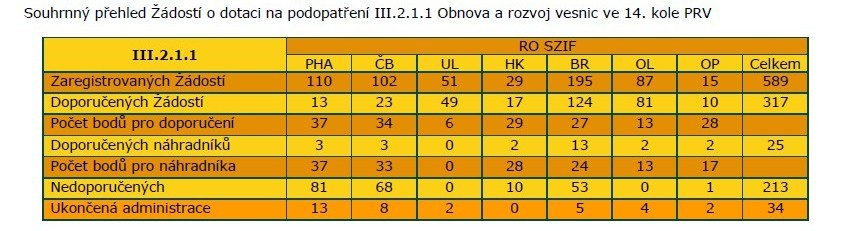 Souhrnný přehled Žádostí o dotaci na podopatření III.2.1.1 Obnova a rozvoj vesnic ve 14. kole PRV
III.2.1.1 RO SZIF
PHA ČB UL HK BR OL OP Celkem
Zaregistrovaných Žádostí 110 102 51 29 195 87 15 589
Doporučených Žádostí 13 23 49 17 124 81 10 317
Počet bodů pro doporučení 37 34 6 29 27 13 28
Doporučených náhradníků 3 3 0 2 13 2 2 25
Počet bodů pro náhradníka 37 33 0 28 24 13 17
Nedoporučených 81 68 0 10 53 0 1 213
Ukončená administrace 13 8 2 0 5 4 2 34